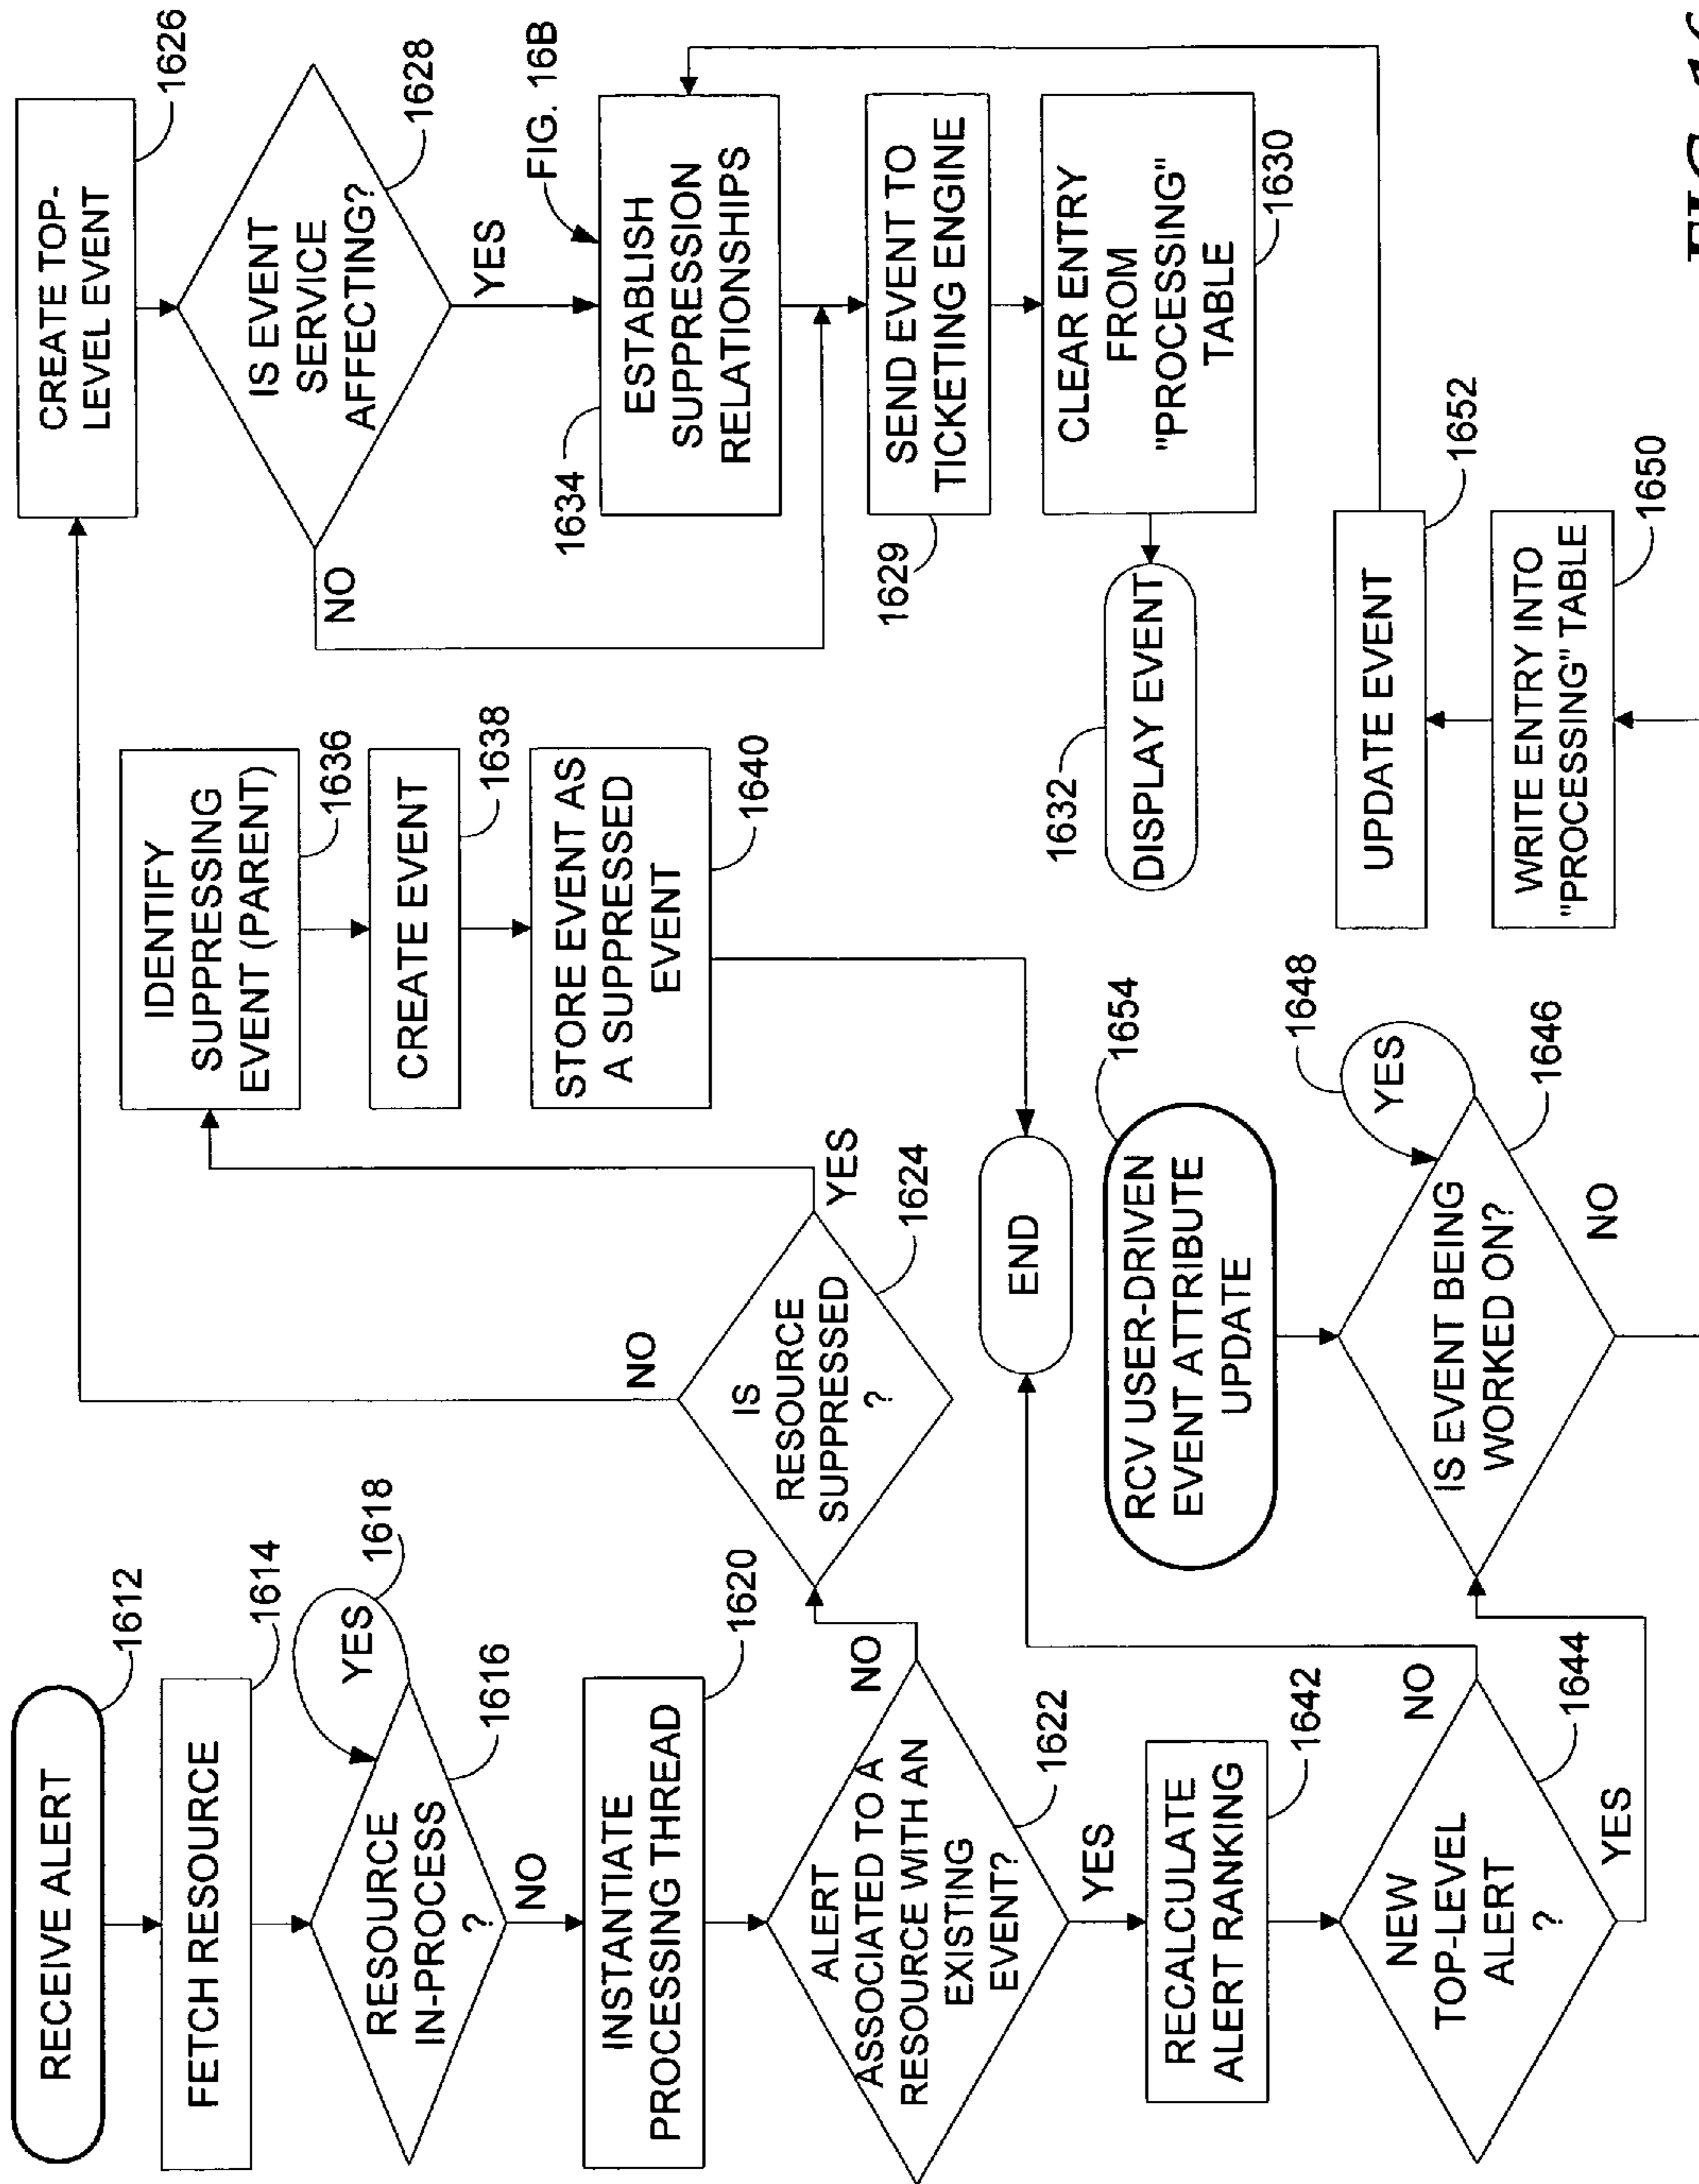 RECEIVE ALERT
1612
FETCH RESOURCE
1614
RESOURCE
IN-PROCESS
?
YES
1618
1616
NO
INSTANTIATE
PROCESSING THREAD
1620
ALERT
ASSOCIATED TO A
RESOURCE WITH AN
EXISTING
EVENT?
1622
NO
YES
RECALCULATE
ALERT RANKING
1642
NEW
TOP-LEVEL
ALERT
?
1644
NO
YES
IS
RESOURCE
SUPPRESSED
?
1624
NO
YES
IDENTIFY
SUPPRESSING
EVENT (PARENT)
1636
CREATE EVENT
1638
STORE EVENT AS
A SUPPRESSED
EVENT
1640
END
RCV USER-DRIVEN
EVENT ATTRIBUTE
UPDATE
1654
IS EVENT BEING
WORKED ON?
YES
1648
1646
NO
CREATE TOP-
LEVEL EVENT
1626
IS EVENT
SERVICE
AFFECTING?
1628
NO
YES
FIG. 16B
1634
ESTABLISH
SUPPRESSION
RELATIONSHIPS
SEND EVENT TO
TICKETING ENGINE
1629
CLEAR ENTRY
FROM
"PROCESSING"
TABLE
1630
1632
DISPLAY EVENT
UPDATE EVENT
1652
WRITE ENTRY INTO
"PROCESSING" TABLE
1650